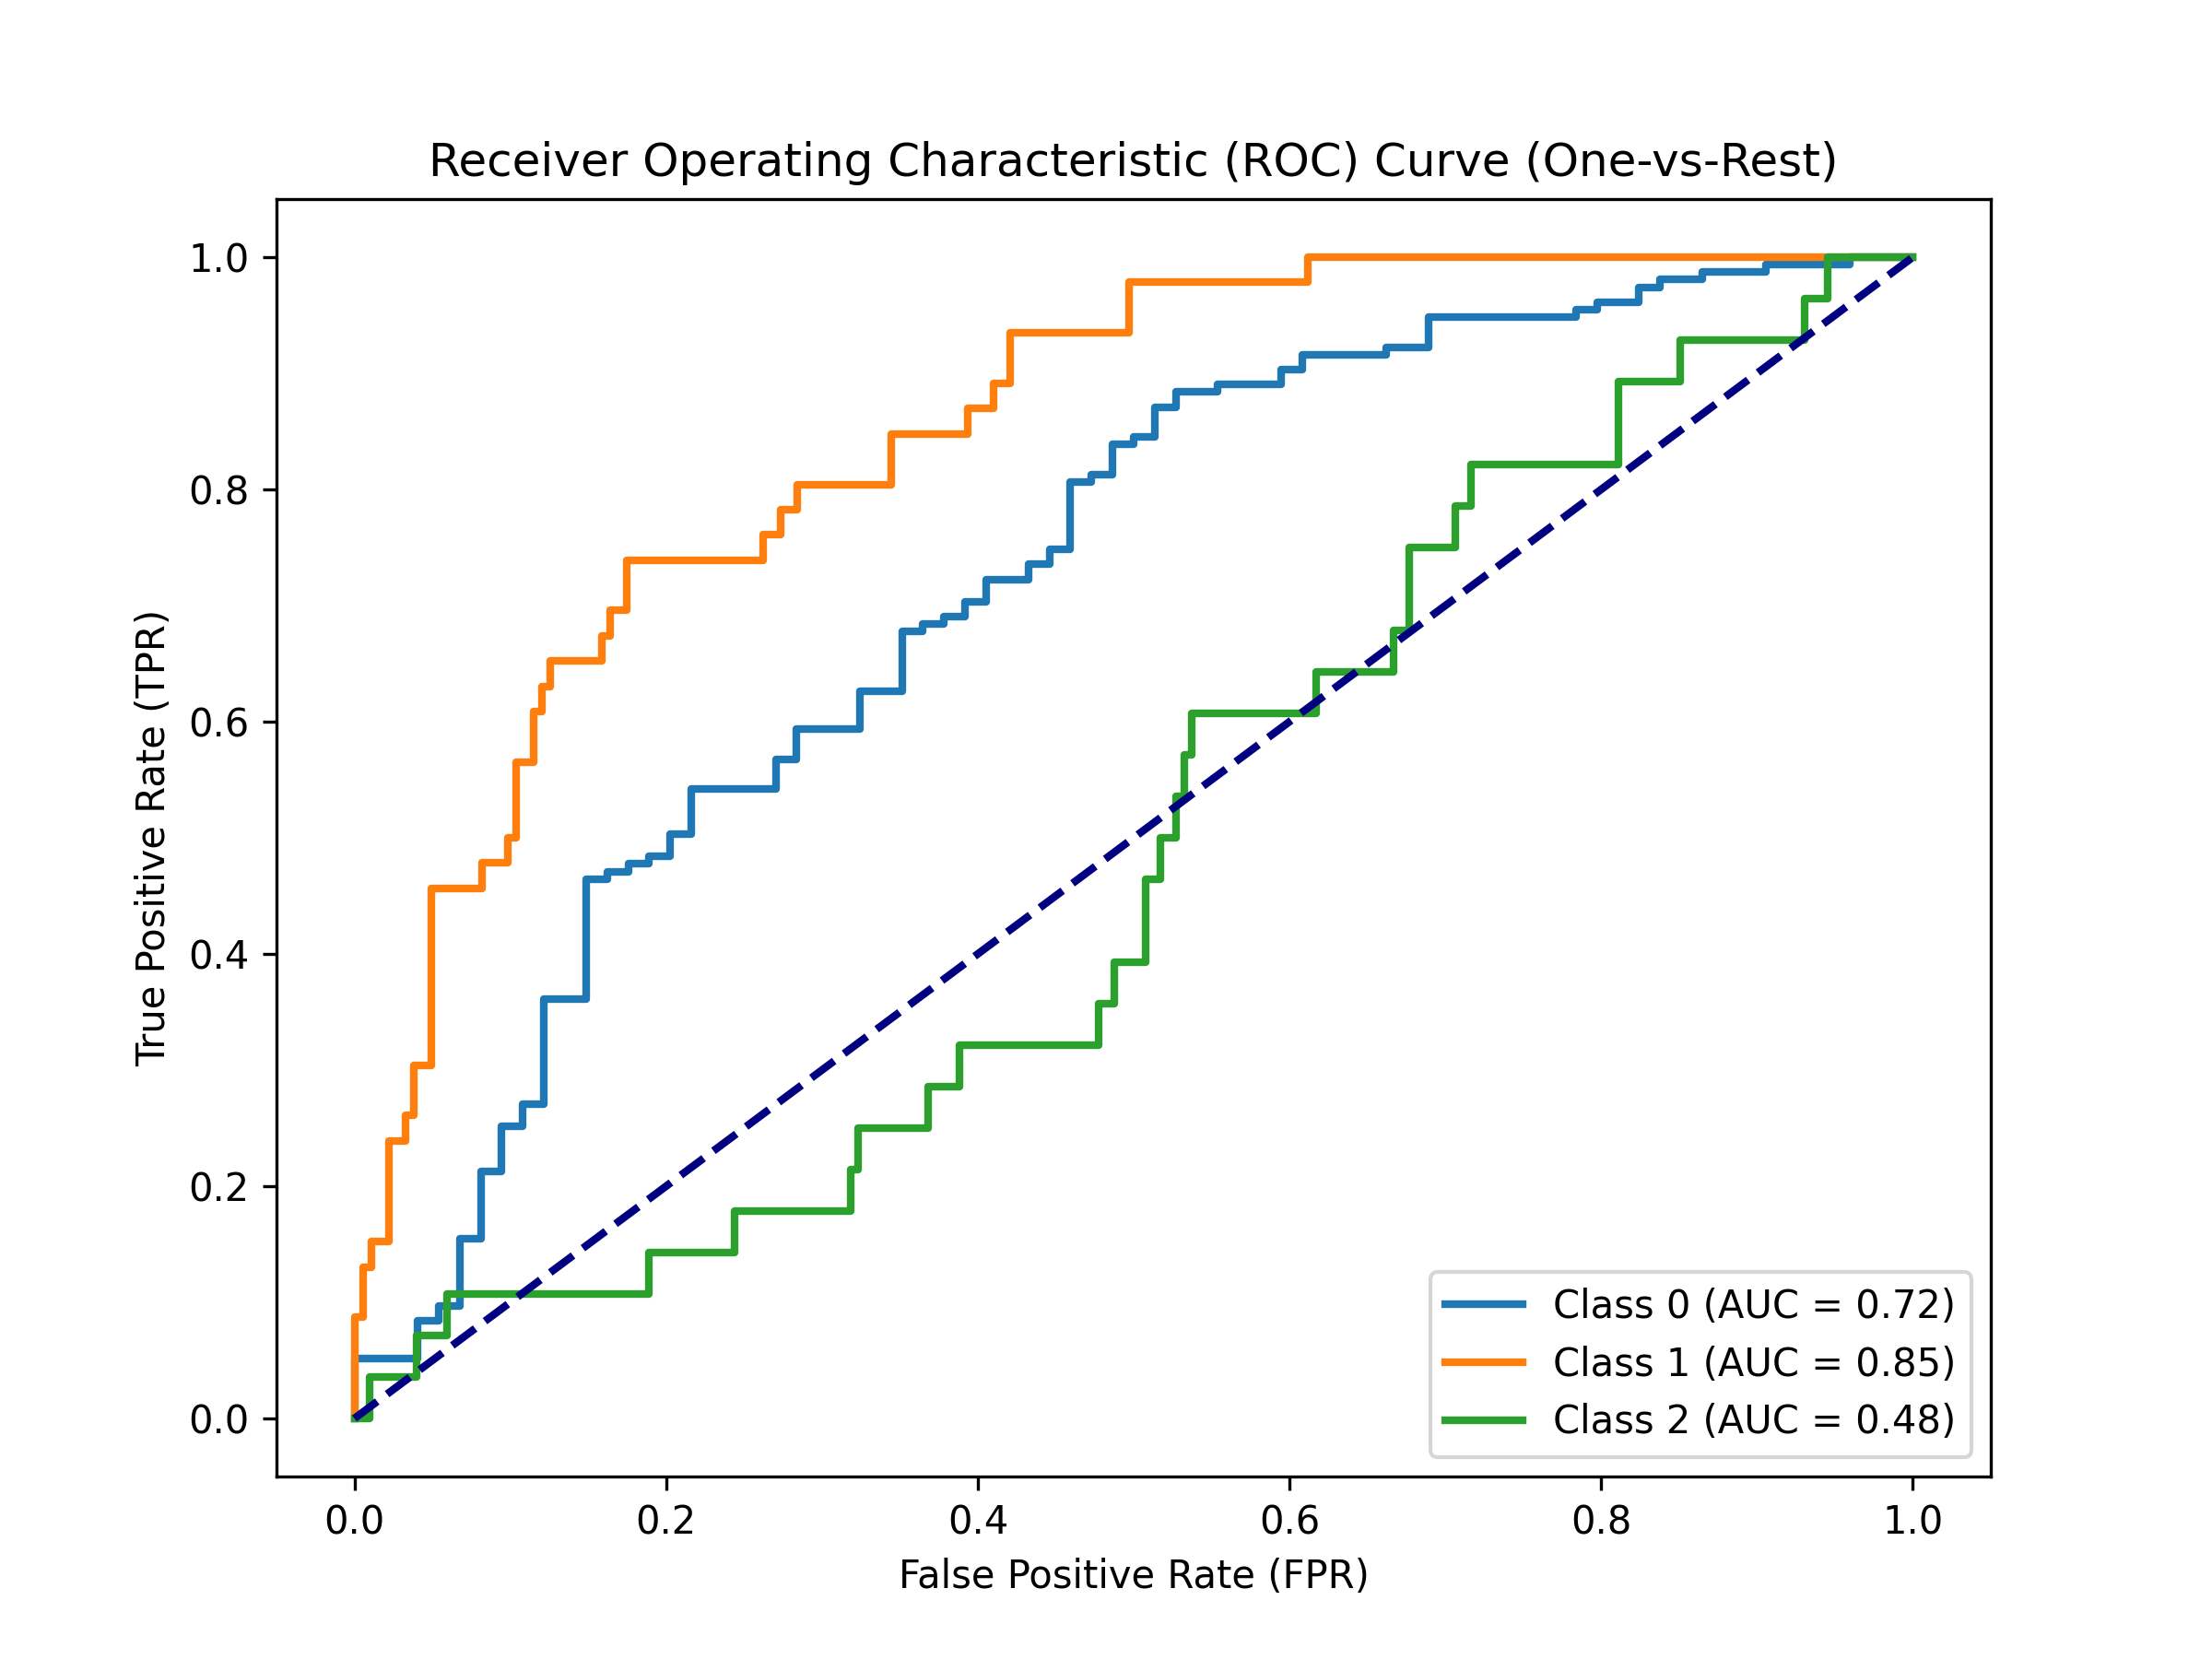 Receiver Operating Characteristic (ROC) Curve (One-vs-Rest)
1.0
0.8
0.6
0.4
0.2
0.0
True Positive Rate (TPR)
Class 0 (AUC = 0.72)
Class 1 (AUC = 0.85)
Class 2 (AUC = 0.48)
0.0 0.2 0.4 0.6 0.8 1.0
False Positive Rate (FPR)